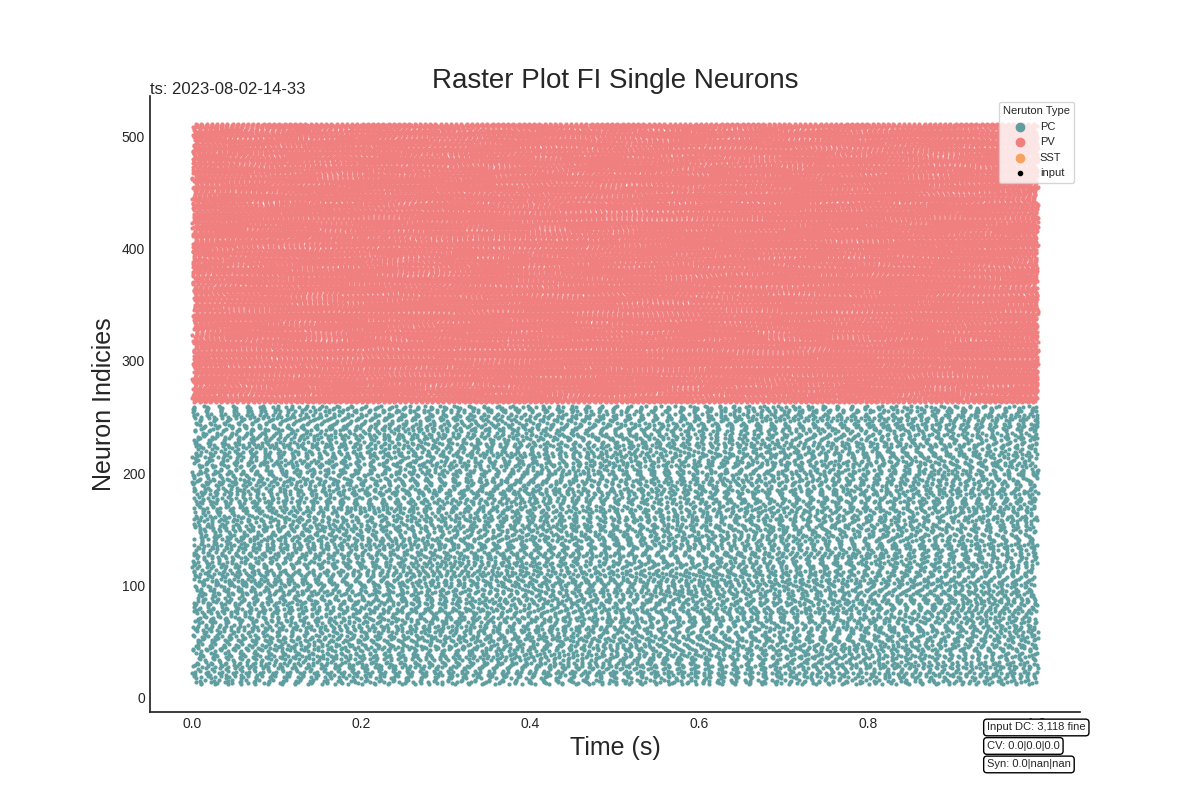 Raster Plot FI Single Neurons
ts: 2023-08-02-14-33
Neruton Type
PC
PV
SST
input
500
400
300
200
100
0
Neuron Indicies
0.0 0.2 0.4 0.6 0.8
Time (s)
Input DC: 3,118 fine
CV: 0.0|0.0|0.0
Syn: 0.0|nan|nan